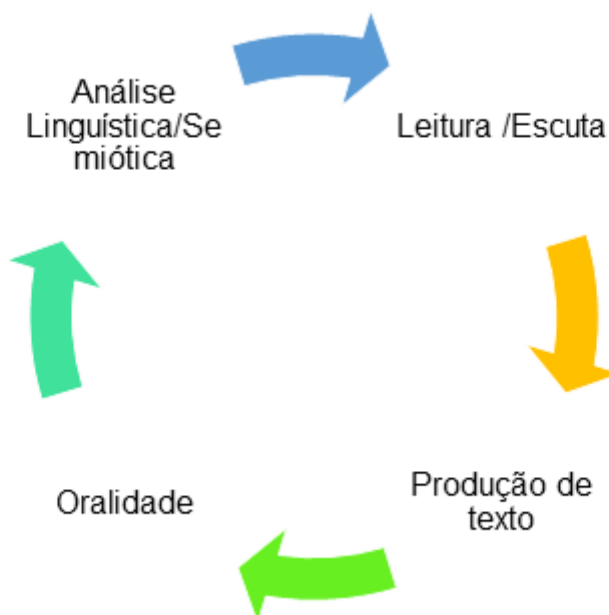 Análise
Linguística/Se
miótica
Leitura /Escuta
Produção de
texto
Oralidade